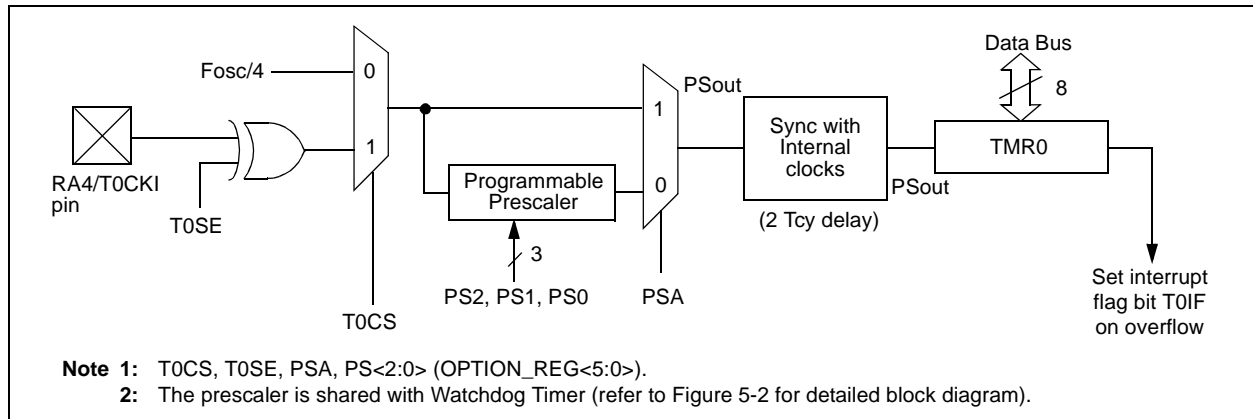 Data Bus
8
Fosc/4
0
1
RA4/T0CKI
pin
T0SE
T0CS
Programmable
Prescaler
3
PS2, PS1, PS0
1
0
PSA
PSout
Sync with
Internal
clocks
(2 Tcy delay)
PSout
TMR0
Set interrupt
flag bit T0IF
on overflow
Note 1: T0CS, T0SE, PSA, PS<2:0> (OPTION_REG<5:0>).
2: The prescaler is shared with Watchdog Timer (refer to Figure 5-2 for detailed block diagram).